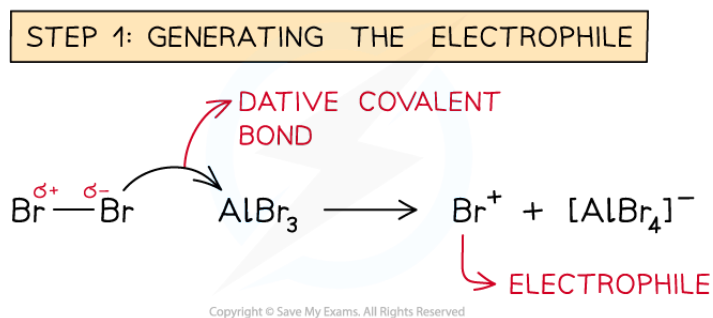 STEP 1: GENERATING THE ELECTROPHILE
DATIVE COVALENT
BOND
σ+ σ-
Br — Br AlBr₃ ⟶ Br⁺ + [AlBr₄]⁻
ELECTROPHILE
Copyright © Save My Exams. All Rights Reserved